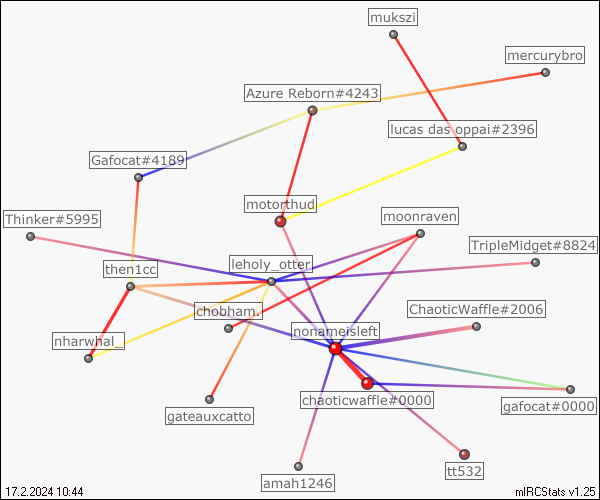 mukszi
mercurybro
Azure Reborn#4243
lucas das oppai#2396
Gafocat#4189
motorthud
moonraven
Thinker#5995
TripleMidget#8824
then1cc
leholy_otter
chobham.
ChaoticWaffle#2006
nonameisleft
nharwhal_
chaoticwaffle#0000
gafocat#0000
gateauxcatto
tt532
amah1246
17.2.2024 10:44
mIRCStats v1.25